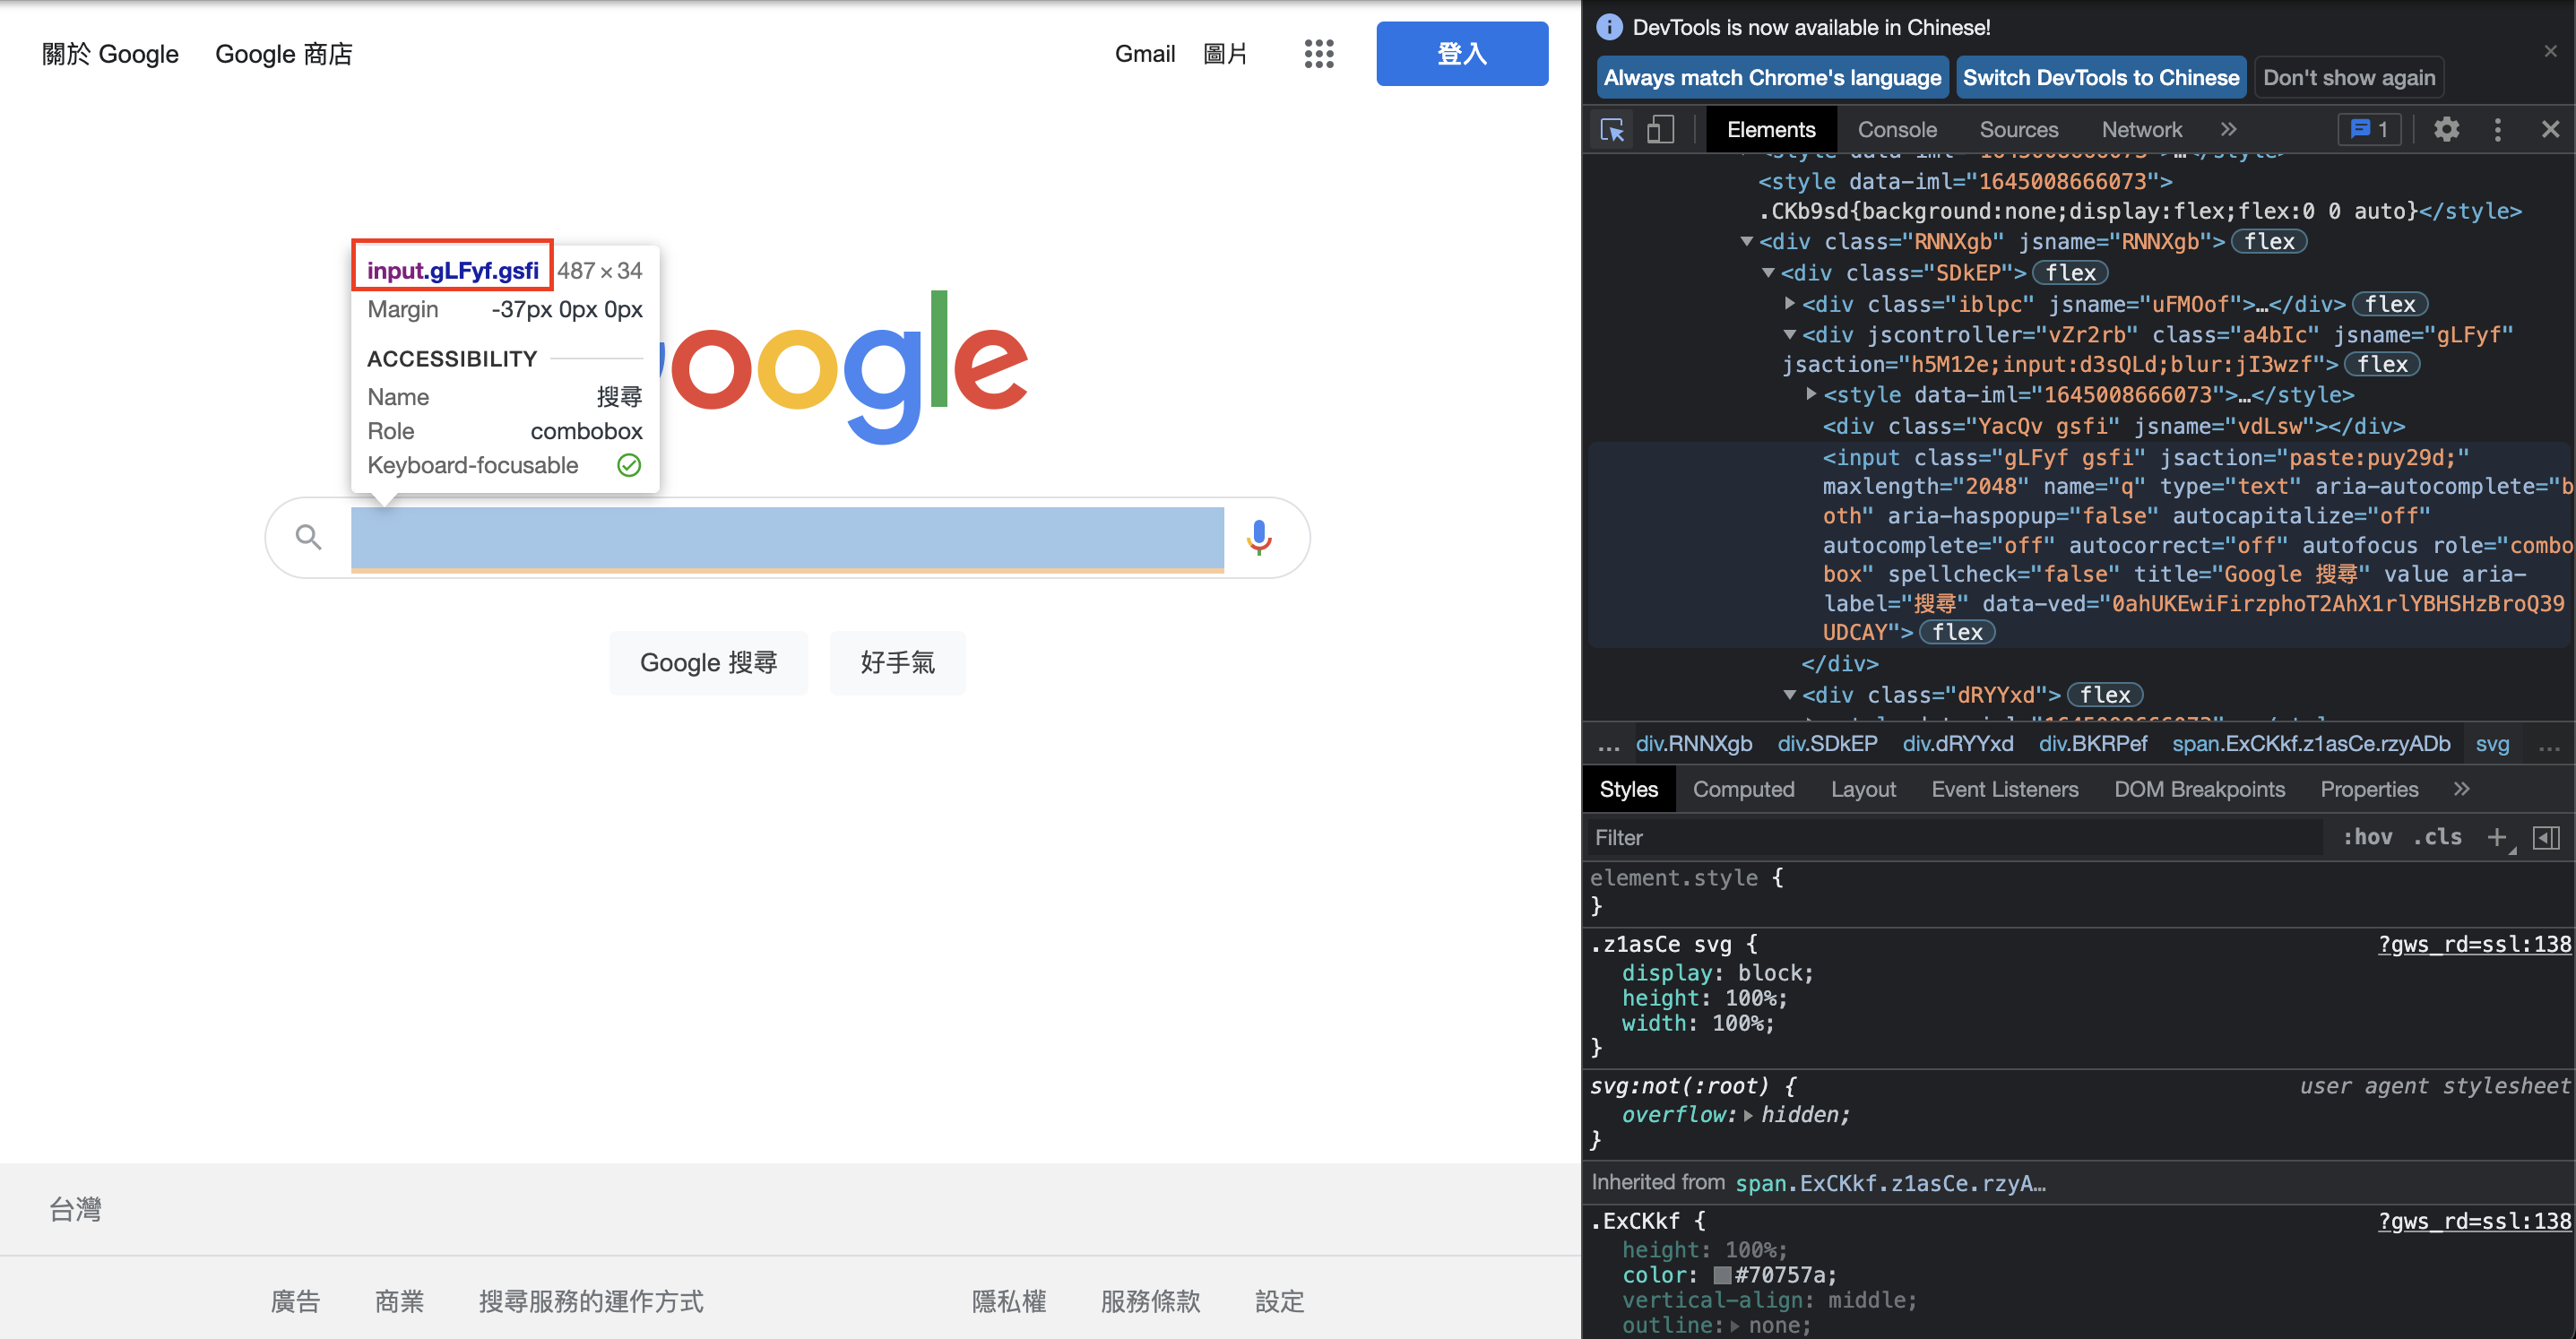 關於 Google
Google 商店
Gmail
圖片
登入
input.gLFyf.gsfi 487 × 34
Margin -37px 0px 0px
ACCESSIBILITY
Name 搜尋
Role combobox
Keyboard-focusable
oogle
Google 搜尋
好手氣
台灣
廣告
商業
搜尋服務的運作方式
隱私權
服務條款
設定
DevTools is now available in Chinese!
Always match Chrome's language
Switch DevTools to Chinese
Don't show again
Elements
Console
Sources
Network
1
<style data-iml="1645008666073">…</style>
<style data-iml="1645008666073">
.CKb9sd{background:none;display:flex;flex:0 0 auto}</style>
<div class="RNNXgb" jsname="RNNXgb"> flex
<div class="SDkEP"> flex
<div class="iblpc" jsname="uFMOof">…</div> flex
<div jscontroller="vZr2rb" class="a4bIc" jsname="gLFyf"
jsaction="h5M12e;input:d3sQLd;blur:jI3wzf"> flex
<style data-iml="1645008666073">…</style>
<div class="YacQv gsfi" jsname="vdLsw"></div>
<input class="gLFyf gsfi" jsaction="paste:puy29d;"
maxlength="2048" name="q" type="text" aria-autocomplete="b
oth" aria-haspopup="false" autocapitalize="off"
autocomplete="off" autocorrect="off" autofocus role="combo
box" spellcheck="false" title="Google 搜尋" value aria-
label="搜尋" data-ved="0ahUKEwiFirzphoT2AhX1rlYBHSHzBroQ39
UDCAY"> flex
</div>
<div class="dRYYxd"> flex
… div.RNNXgb div.SDkEP div.dRYYxd div.BKRPef span.ExCKkf.z1asCe.rzyADb svg …
Styles
Computed
Layout
Event Listeners
DOM Breakpoints
Properties
Filter
:hov .cls
element.style {
}
.z1asCe svg { ?gws_rd=ssl:138
display: block;
height: 100%;
width: 100%;
}
svg:not(:root) { user agent stylesheet
overflow: hidden;
}
Inherited from span.ExCKkf.z1asCe.rzyA…
.ExCKkf { ?gws_rd=ssl:138
height: 100%;
color: #70757a;
vertical-align: middle;
outline: none;